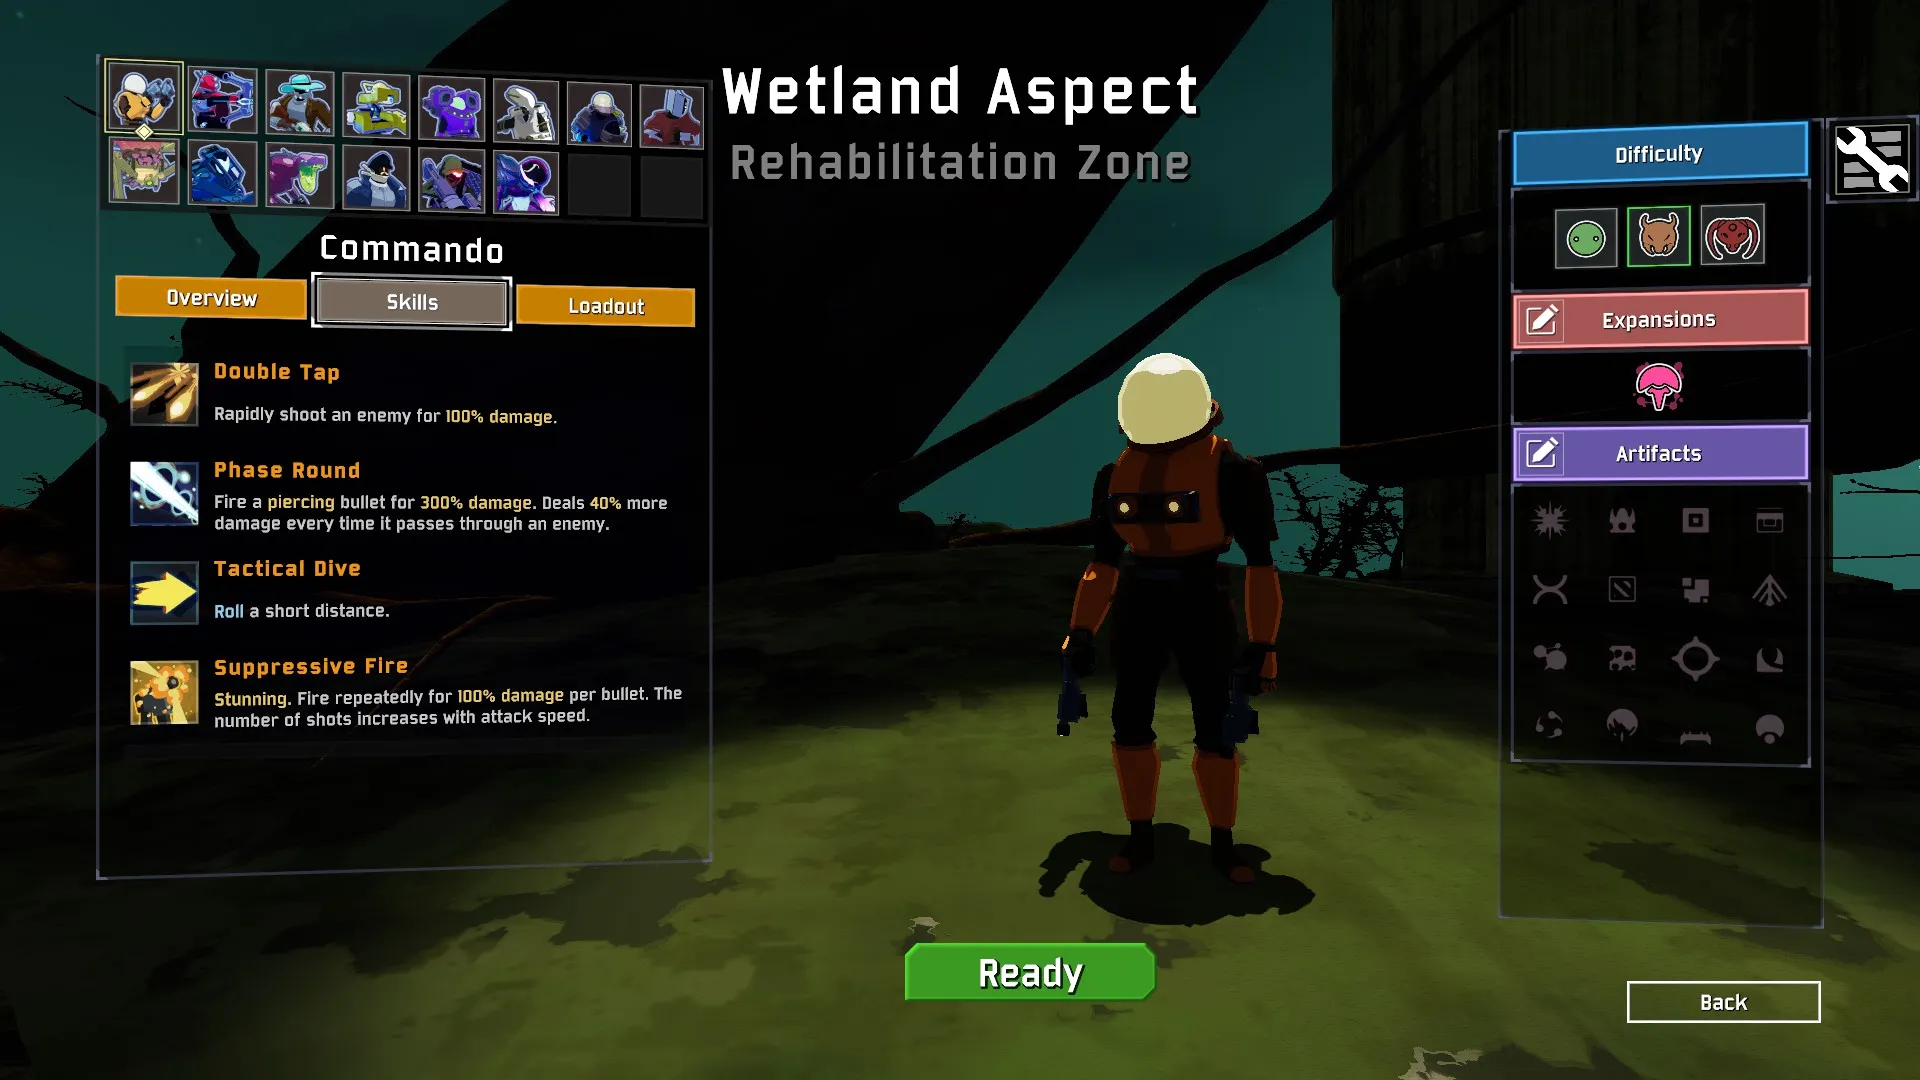 Wetland Aspect
Rehabilitation Zone
Commando
Overview
Skills
Loadout
Double Tap
Rapidly shoot an enemy for 100% damage.
Phase Round
Fire a piercing bullet for 300% damage. Deals 40% more
damage every time it passes through an enemy.
Tactical Dive
Roll a short distance.
Suppressive Fire
Stunning. Fire repeatedly for 100% damage per bullet. The
number of shots increases with attack speed.
Difficulty
Expansions
Artifacts
Ready
Back